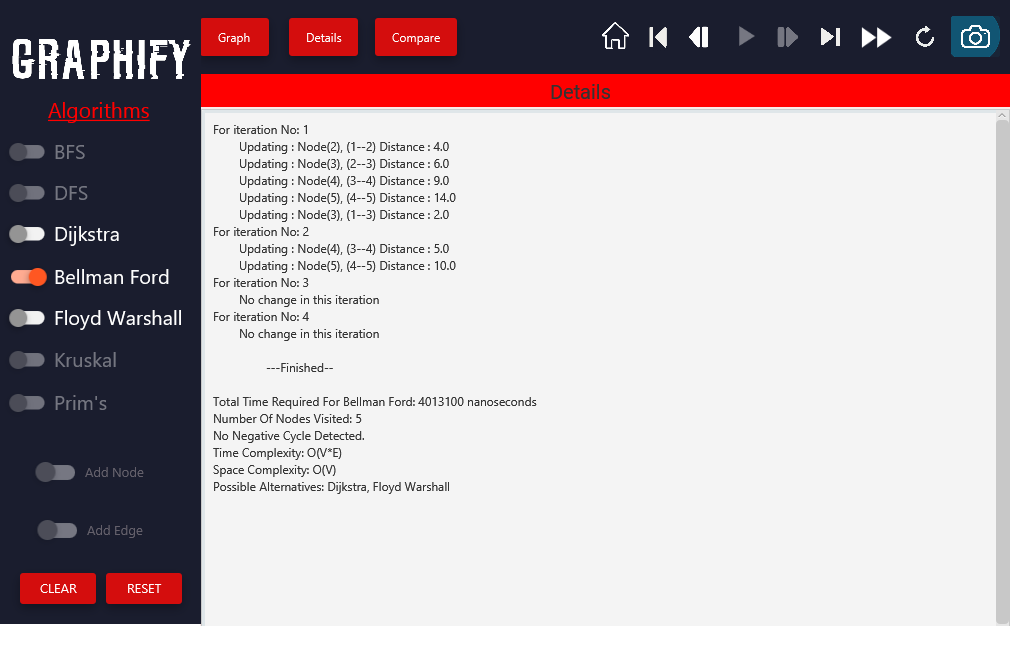 GRAPHIFY
Graph
Details
Compare
Algorithms
BFS
DFS
Dijkstra
Bellman Ford
Floyd Warshall
Kruskal
Prim's
Add Node
Add Edge
CLEAR
RESET
Details
For iteration No: 1
Updating : Node(2), (1--2) Distance : 4.0
Updating : Node(3), (2--3) Distance : 6.0
Updating : Node(4), (3--4) Distance : 9.0
Updating : Node(5), (4--5) Distance : 14.0
Updating : Node(3), (1--3) Distance : 2.0
For iteration No: 2
Updating : Node(4), (3--4) Distance : 5.0
Updating : Node(5), (4--5) Distance : 10.0
For iteration No: 3
No change in this iteration
For iteration No: 4
No change in this iteration
---Finished--
Total Time Required For Bellman Ford: 4013100 nanoseconds
Number Of Nodes Visited: 5
No Negative Cycle Detected.
Time Complexity: O(V*E)
Space Complexity: O(V)
Possible Alternatives: Dijkstra, Floyd Warshall